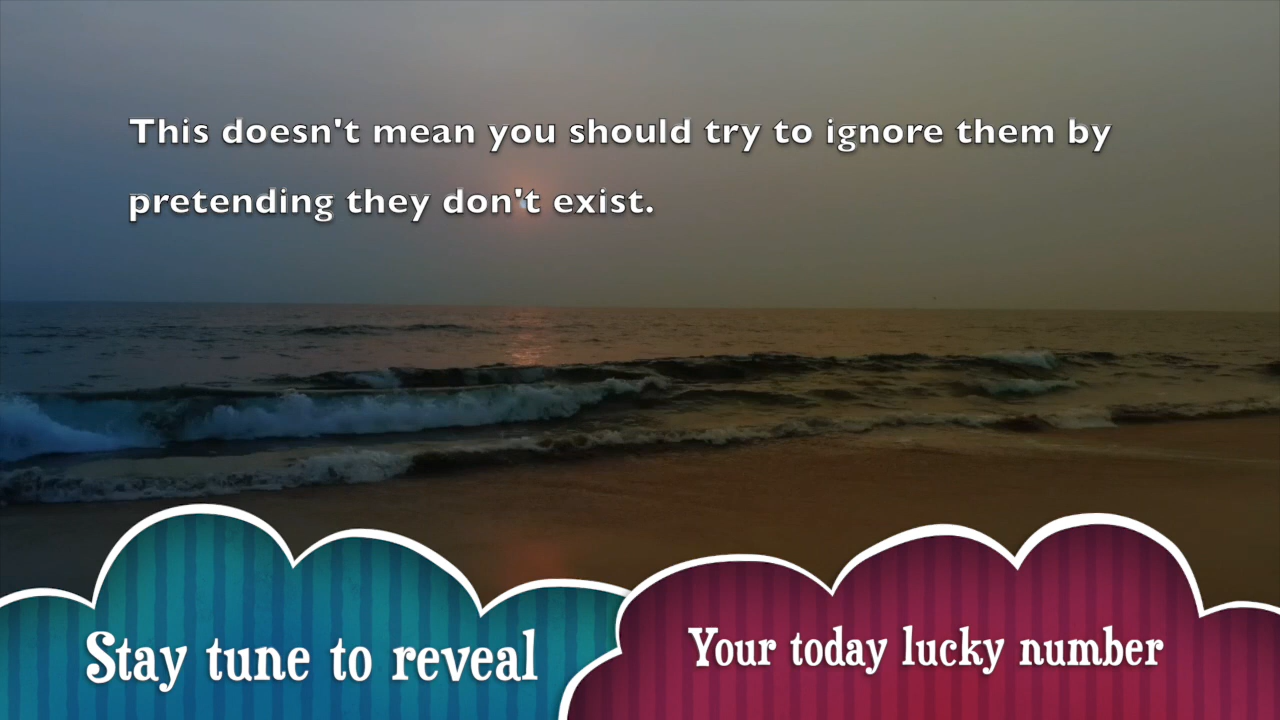 This doesn't mean you should try to ignore them by
pretending they don't exist.
Stay tune to reveal
Your today lucky number